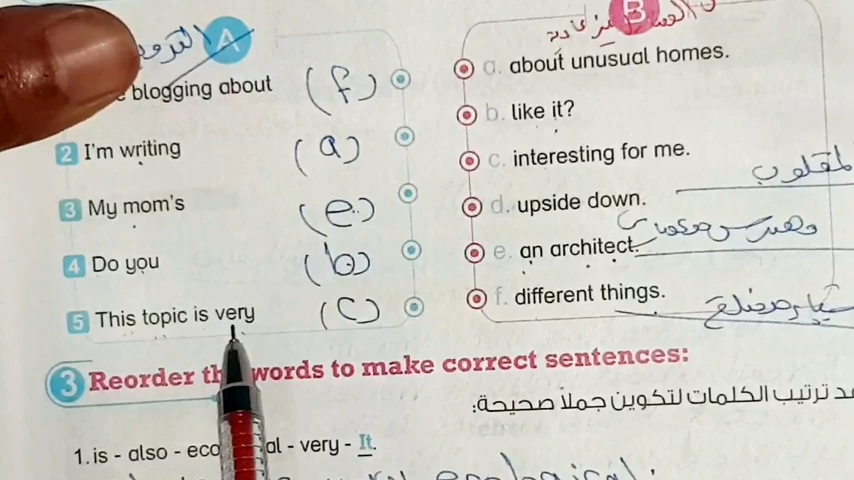 A
B
blogging about (f)
2 I'm writing (a)
3 My mom's (e)
4 Do you (b)
5 This topic is very (c)
a. about unusual homes.
b. like it?
c. interesting for me.
d. upside down.
المقلوب
e. an architect.
f. different things.
3 Reorder the words to make correct sentences:
ترتيب الكلمات لتكوين جملا صحيحة:
1. is - also - eco al - very - It.
ecological.